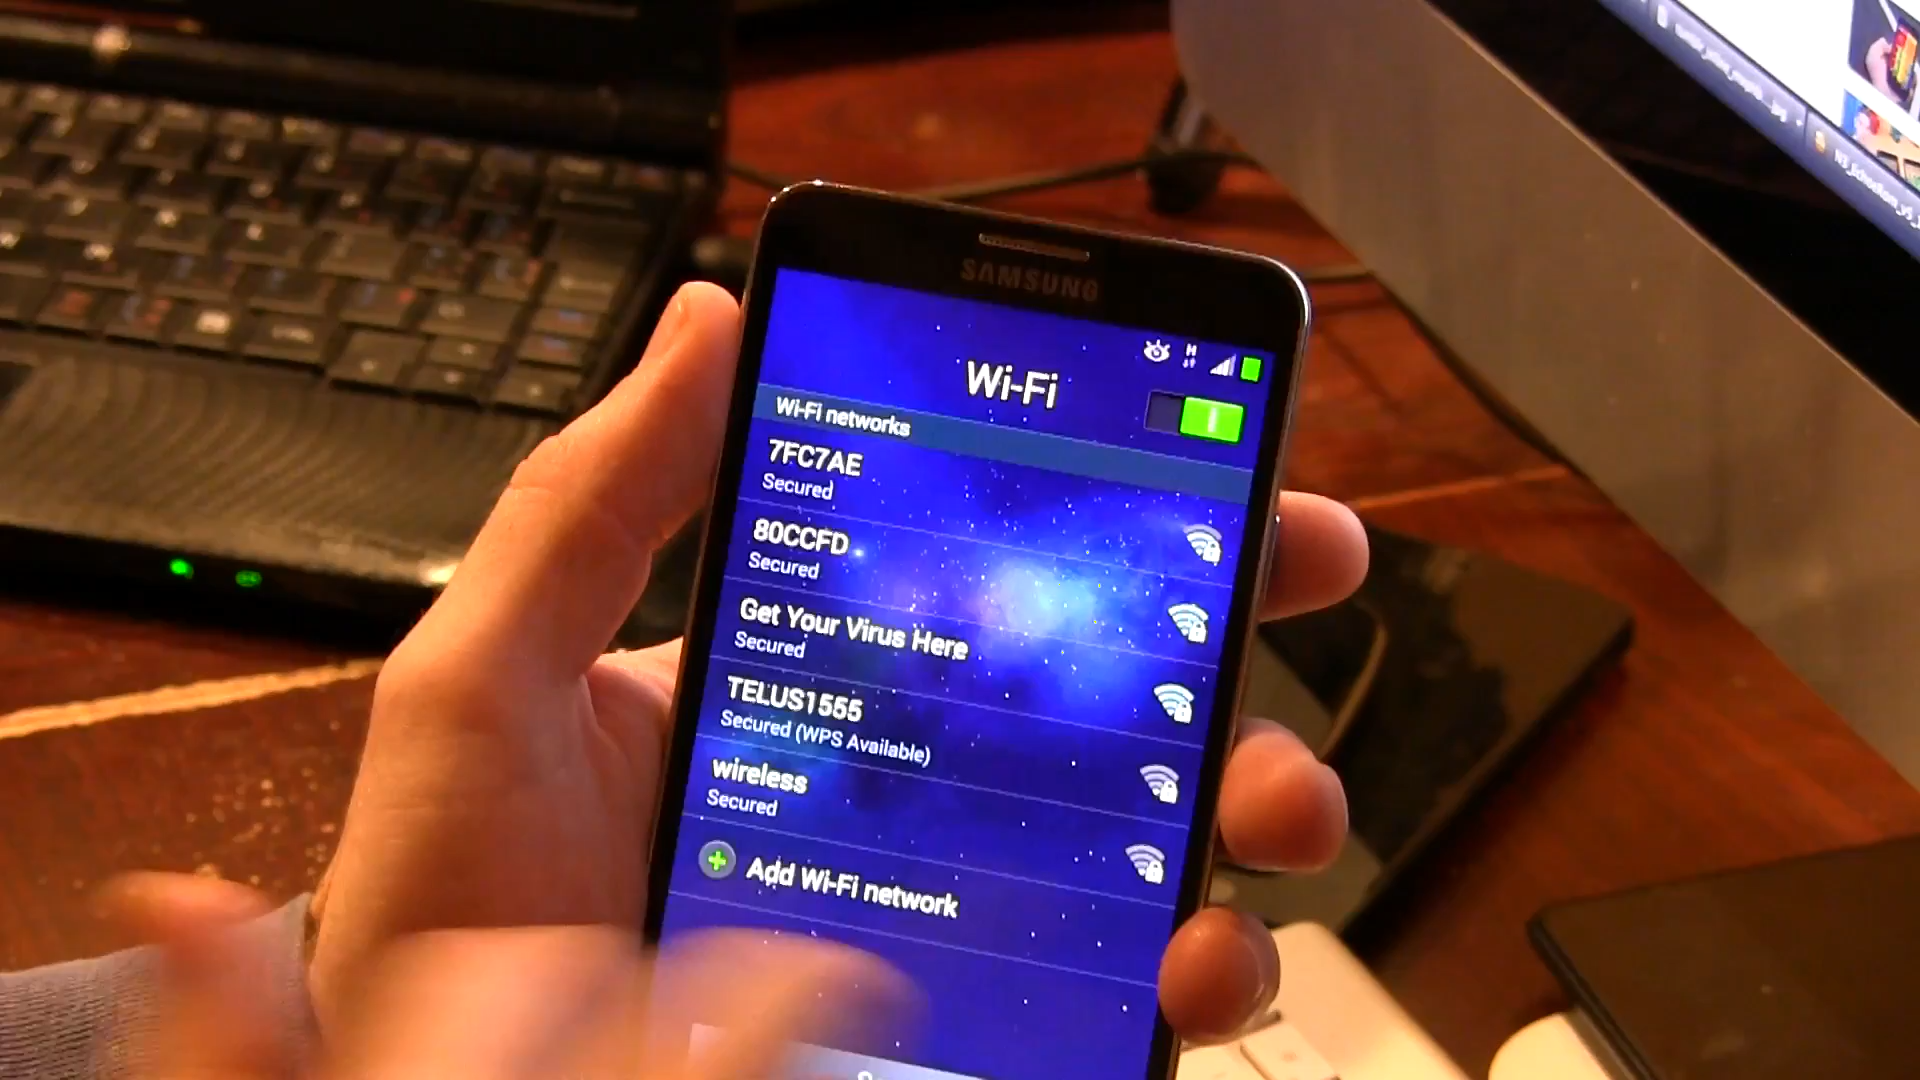 SAMSUNG
H
Wi-Fi
Wi-Fi networks
7FC7AE
Secured
80CCFD
Secured
Get Your Virus Here
Secured
TELUS1555
Secured (WPS Available)
wireless
Secured
Add Wi-Fi network